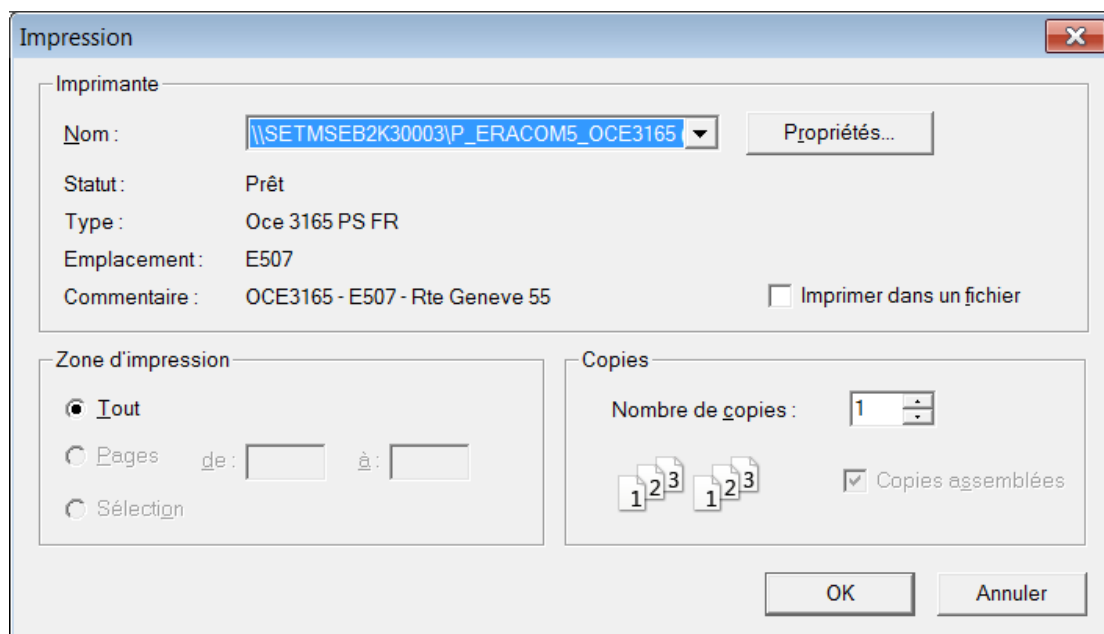 Impression
Imprimante
Nom : \\SETMSEB2K30003\P_ERACOM5_OCE3165 ( Propriétés...
Statut : Prêt
Type : Oce 3165 PS FR
Emplacement : E507
Commentaire : OCE3165 - E507 - Rte Geneve 55 Imprimer dans un fichier
Zone d'impression
Tout
Pages de : à :
Sélection
Copies
Nombre de copies : 1
1 2 3 1 2 3 Copies assemblées
OK Annuler